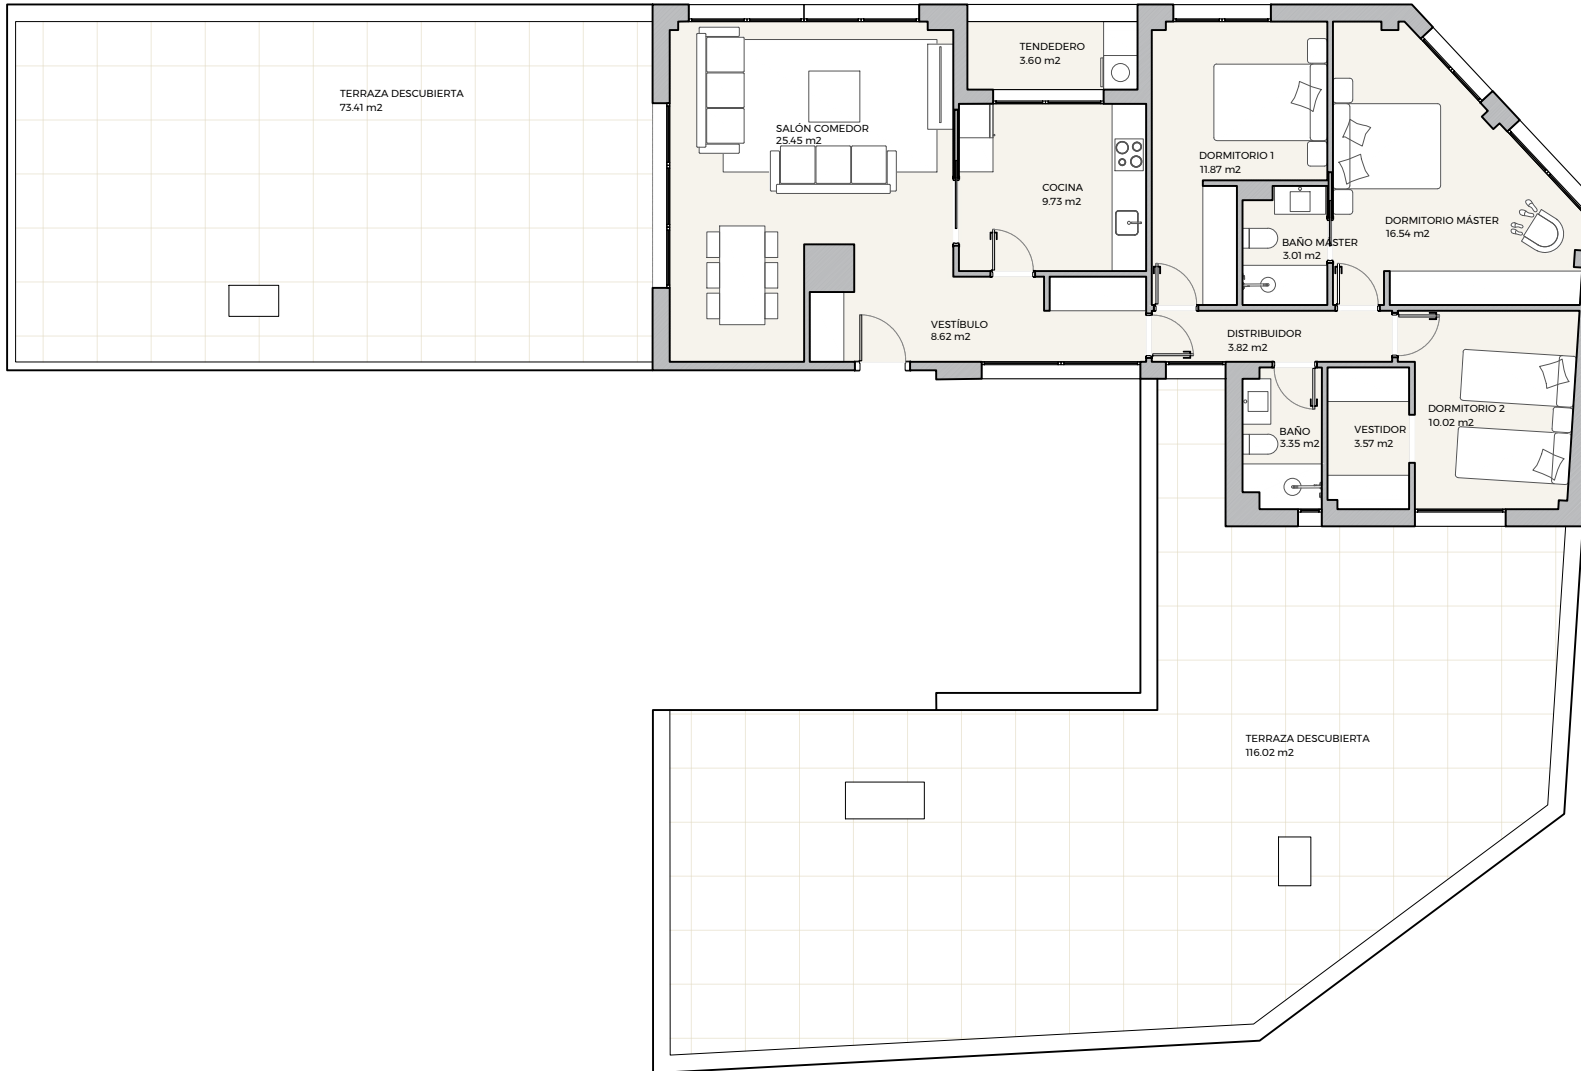 TERRAZA DESCUBIERTA
73.41 m2
SALÓN COMEDOR
25.45 m2
TENDEDERO
3.60 m2
COCINA
9.73 m2
DORMITORIO 1
11.87 m2
BAÑO MÁSTER
3.01 m2
DORMITORIO MÁSTER
16.54 m2
VESTÍBULO
8.62 m2
DISTRIBUIDOR
3.82 m2
BAÑO
3.35 m2
VESTIDOR
3.57 m2
DORMITORIO 2
10.02 m2
TERRAZA DESCUBIERTA
116.02 m2